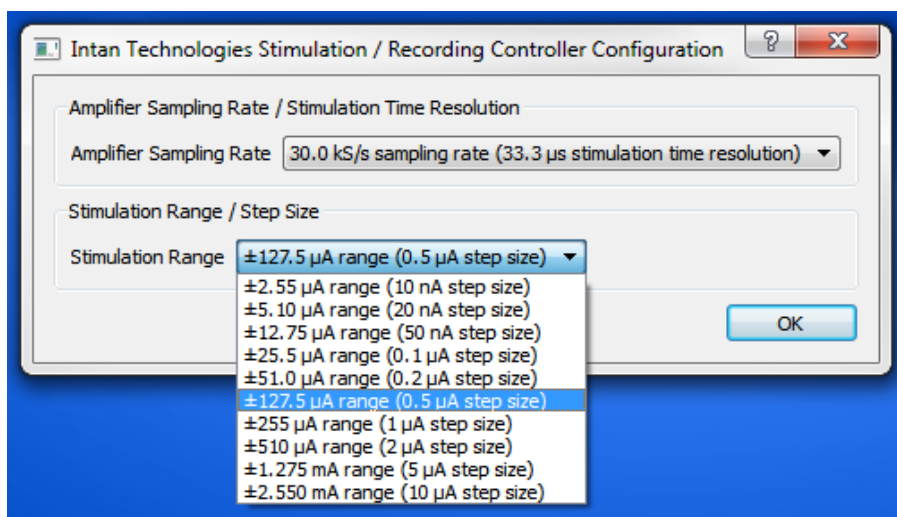 Intan Technologies Stimulation / Recording Controller Configuration
Amplifier Sampling Rate / Stimulation Time Resolution
Amplifier Sampling Rate 30.0 kS/s sampling rate (33.3 µs stimulation time resolution)
Stimulation Range / Step Size
Stimulation Range ±127.5 µA range (0.5 µA step size)
±2.55 µA range (10 nA step size)
±5.10 µA range (20 nA step size)
±12.75 µA range (50 nA step size)
OK
±25.5 µA range (0.1 µA step size)
±51.0 µA range (0.2 µA step size)
±127.5 µA range (0.5 µA step size)
±255 µA range (1 µA step size)
±510 µA range (2 µA step size)
±1.275 mA range (5 µA step size)
±2.550 mA range (10 µA step size)